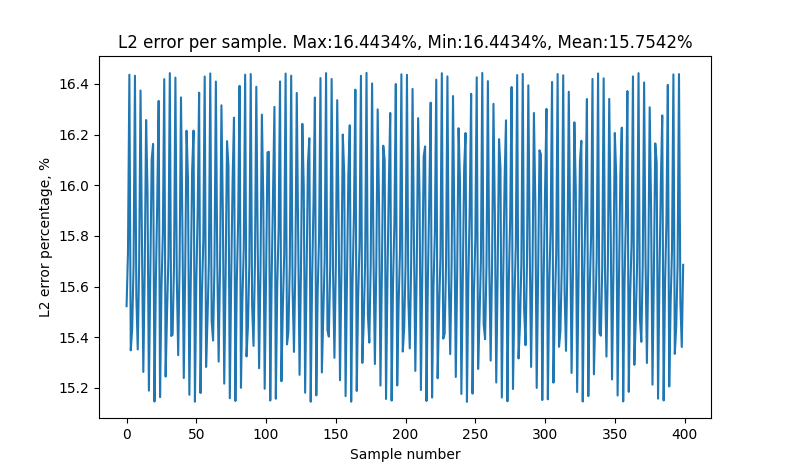 L2 error per sample. Max:16.4434%, Min:16.4434%, Mean:15.7542%
16.4
16.2
16.0
15.8
15.6
15.4
15.2
L2 error percentage, %
0 50 100 150 200 250 300 350 400
Sample number